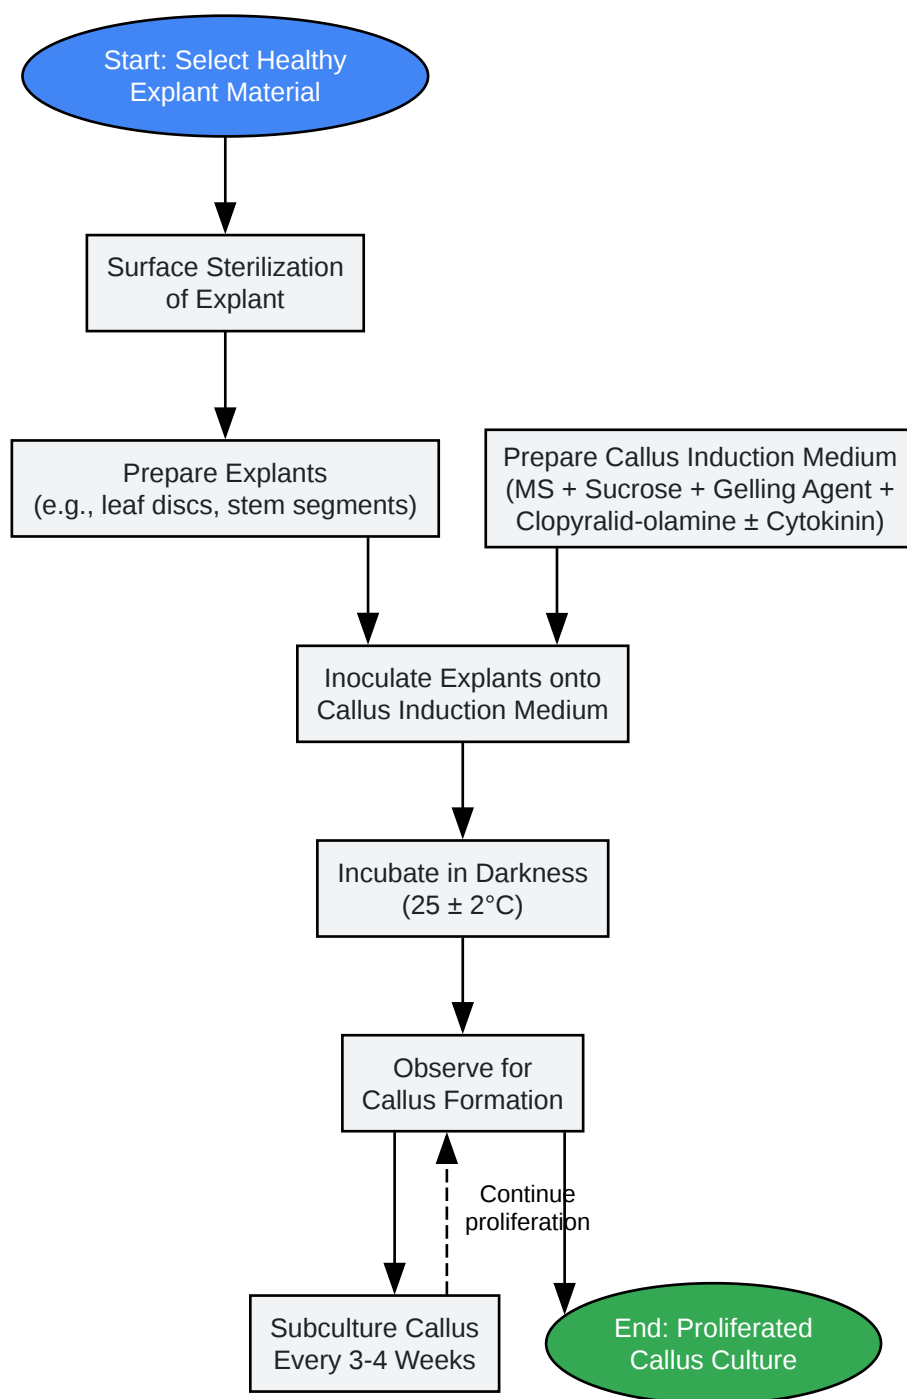 Start: Select Healthy
Explant Material
Surface Sterilization
of Explant
Prepare Explants
(e.g., leaf discs, stem segments)
Prepare Callus Induction Medium
(MS + Sucrose + Gelling Agent +
Clopyralid-olamine ± Cytokinin)
Inoculate Explants onto
Callus Induction Medium
Incubate in Darkness
(25 ± 2°C)
Observe for
Callus Formation
Continue
proliferation
Subculture Callus
Every 3-4 Weeks
End: Proliferated
Callus Culture